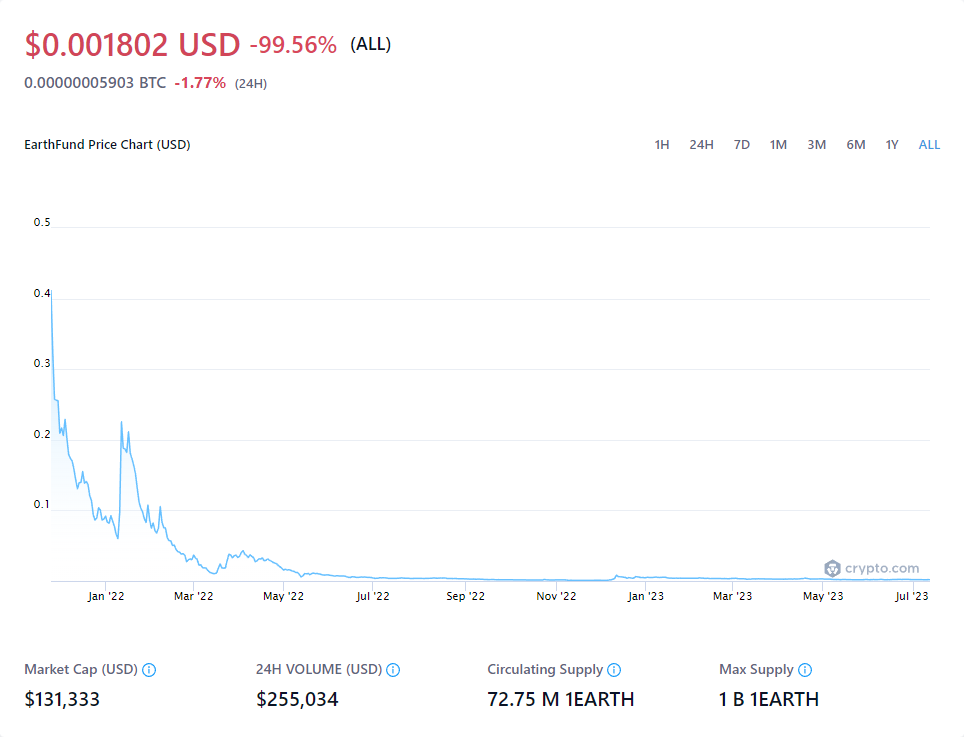 $0.001802 USD -99.56% (ALL)
0.00000005903 BTC -1.77% (24H)
EarthFund Price Chart (USD) 1H 24H 7D 1M 3M 6M 1Y ALL
0.5
0.4
0.3
0.2
0.1
crypto.com
Jan '22 Mar '22 May '22 Jul '22 Sep '22 Nov '22 Jan '23 Mar '23 May '23 Jul '23
Market Cap (USD) 24H VOLUME (USD) Circulating Supply Max Supply
$131,333 $255,034 72.75 M 1EARTH 1 B 1EARTH